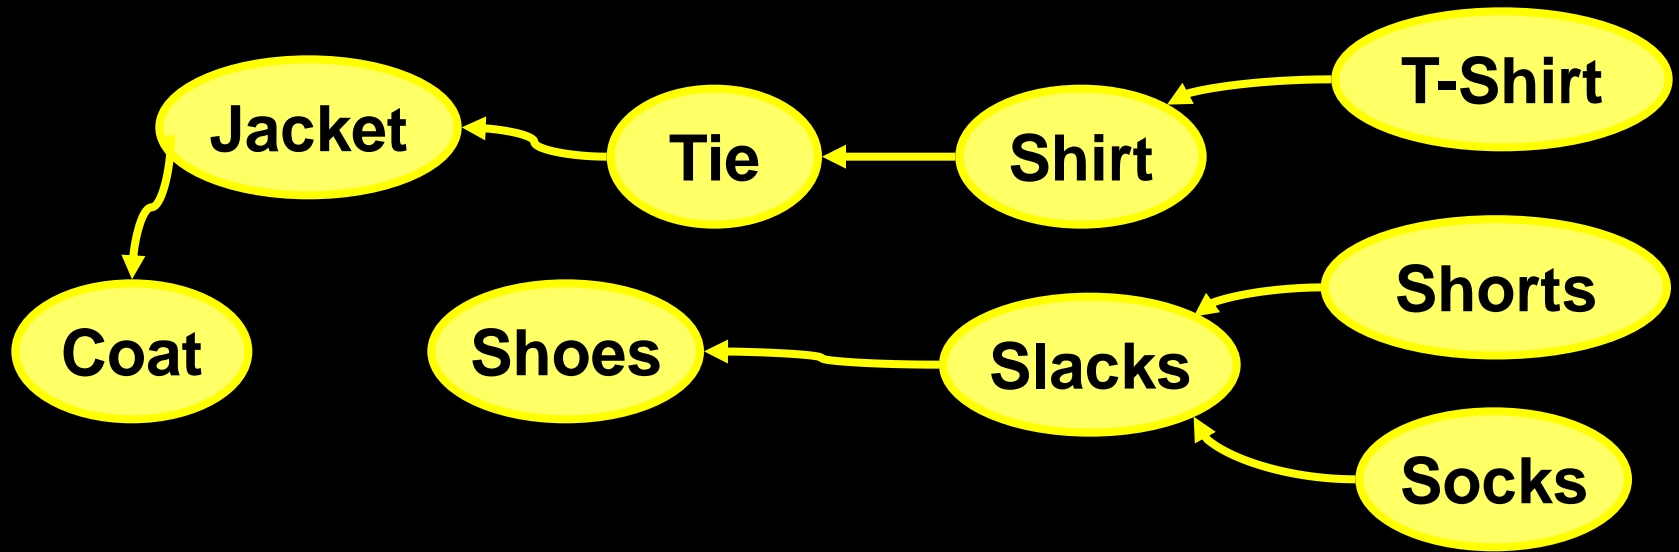 T-Shirt
Jacket
Tie
Shirt
Shorts
Coat
Shoes
Slacks
Socks